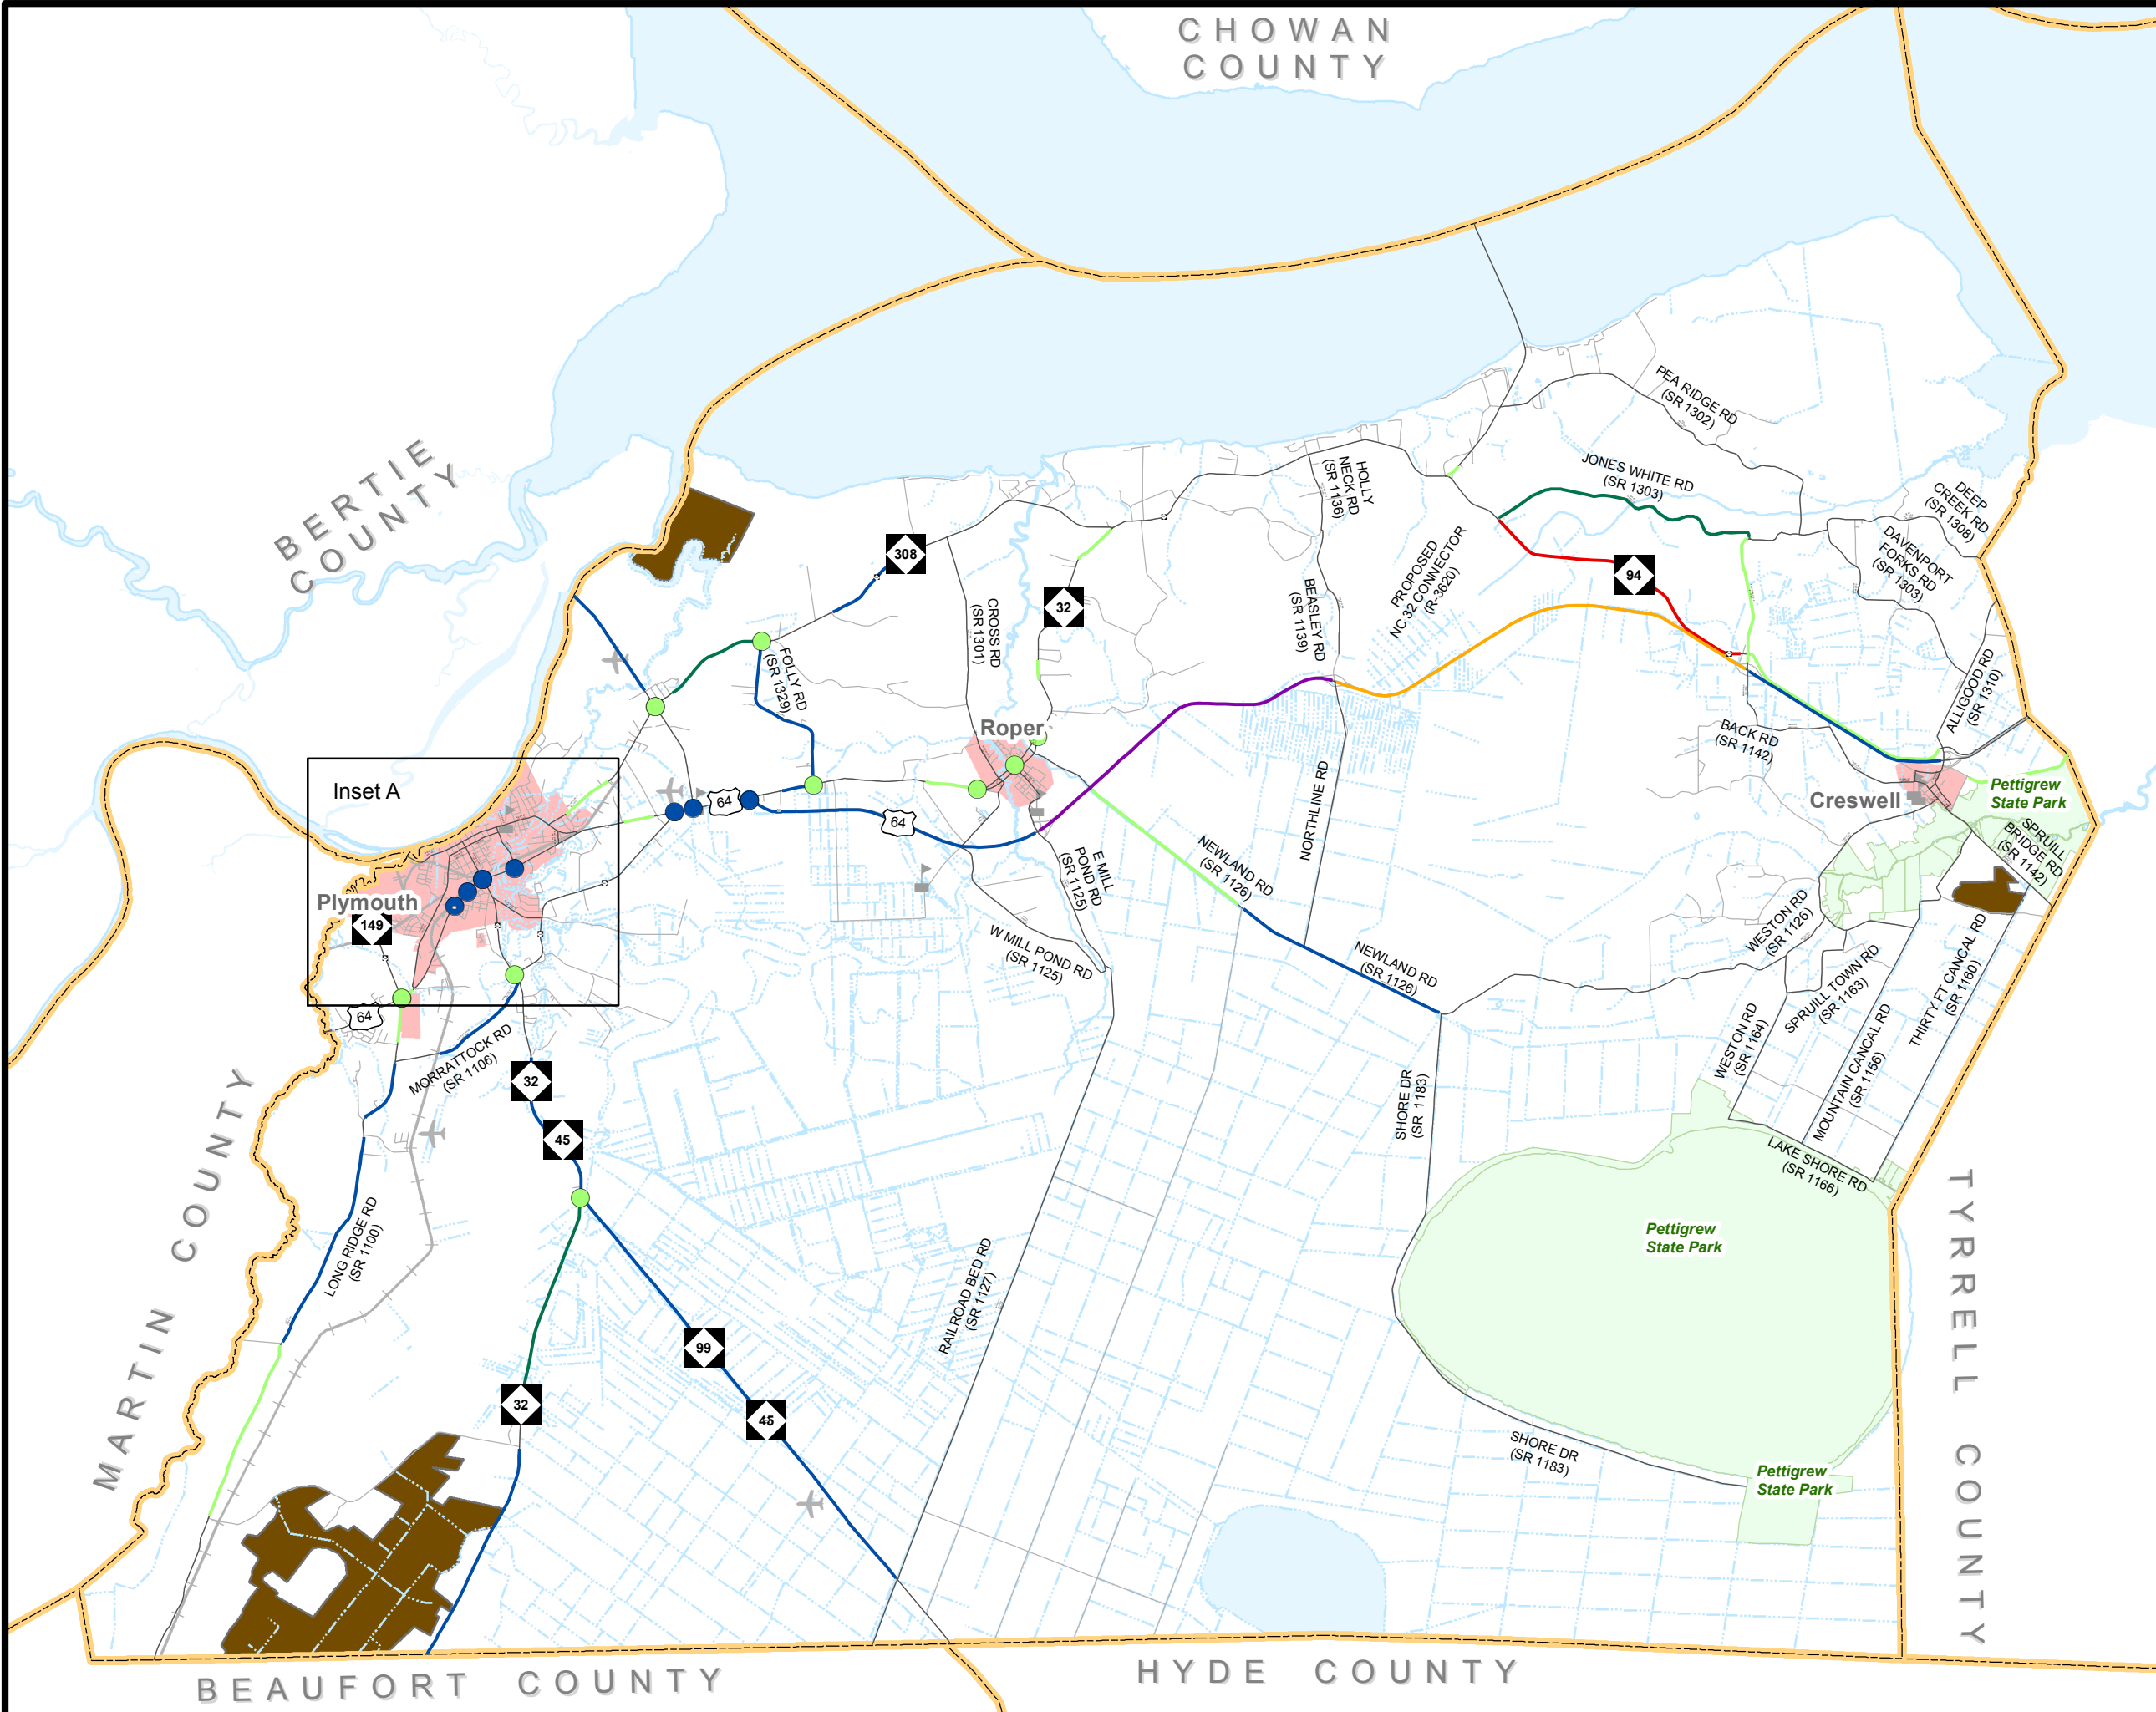 CHOWAN
COUNTY
BERTIE
COUNTY
PEA RIDGE RD
(SR 1302)
JONES WHITE RD
(SR 1303)
HOLLY
NECK RD
(SR 1136)
DEEP
CREEK RD
(SR 1308)
DAVENPORT
FORKS RD
(SR 1303)
PROPOSED
NC 32 CONNECTOR
(R-3620)
308
94
32
CROSS RD
(SR 1301)
BEASLEY RD
(SR 1139)
FOLLY RD
(SR 1329)
ALLIGOOD RD
(SR 1310)
Roper
BACK RD
(SR 1142)
Inset A
64
64
NORTHLINE RD
Creswell
Pettigrew
State Park
SPRUILL
BRIDGE RD
(SR 1142)
Plymouth
149
E MILL
POND RD
(SR 1125)
NEWLAND RD
(SR 1126)
WESTON RD
(SR 1126)
W MILL POND RD
(SR 1125)
NEWLAND RD
(SR 1126)
SPRUILL TOWN RD
(SR 1163)
THIRTY FT CANCAL RD
(SR 1160)
64
MORRATTOCK RD
(SR 1106)
WESTON RD
(SR 1164)
MOUNTAIN CANCAL RD
(SR 1156)
32
45
SHORE DR
(SR 1183)
LAKE SHORE RD
(SR 1166)
MARTIN COUNTY
LONG RIDGE RD
(SR 1100)
Pettigrew
State Park
TYRRELL COUNTY
RAILROAD BED RD
(SR 1127)
99
32
45
SHORE DR
(SR 1183)
Pettigrew
State Park
BEAUFORT COUNTY
HYDE COUNTY